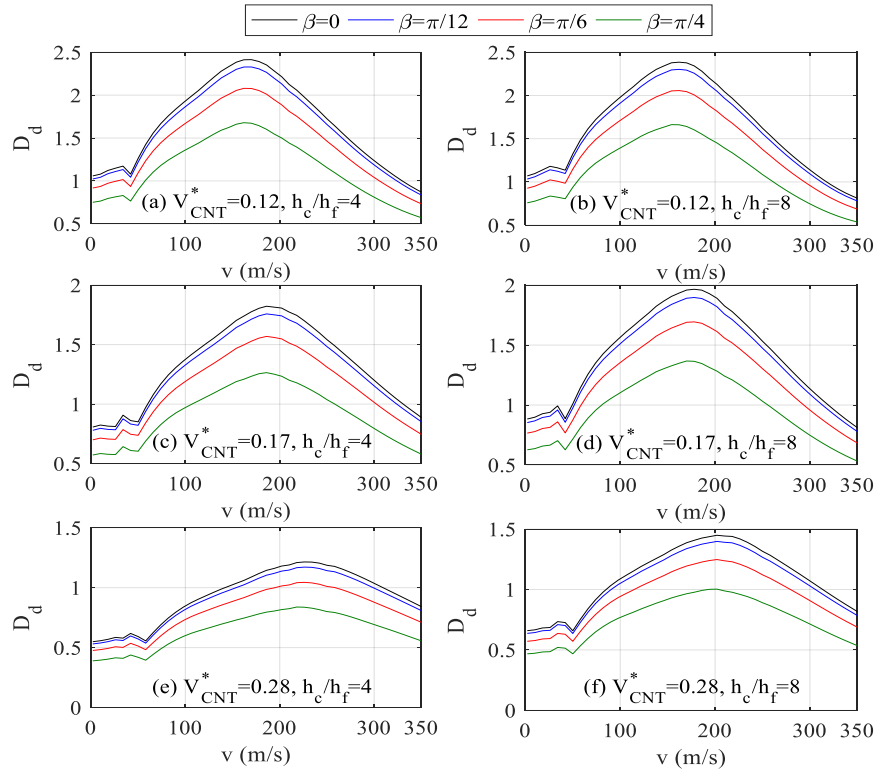 β=0 β=π/12 β=π/6 β=π/4
2.5
2
1.5
1
0.5
D_d
(a) V*_CNT=0.12, h_c/h_f=4
0 100 200 300 350
v (m/s)
2.5
2
1.5
1
0.5
D_d
(b) V*_CNT=0.12, h_c/h_f=8
0 100 200 300 350
v (m/s)
2
1.5
1
0.5
D_d
(c) V*_CNT=0.17, h_c/h_f=4
0 100 200 300 350
v (m/s)
2
1.5
1
0.5
D_d
(d) V*_CNT=0.17, h_c/h_f=8
0 100 200 300 350
v (m/s)
1.5
1
0.5
0
D_d
(e) V*_CNT=0.28, h_c/h_f=4
0 100 200 300 350
v (m/s)
1.5
1
0.5
0
D_d
(f) V*_CNT=0.28, h_c/h_f=8
0 100 200 300 350
v (m/s)